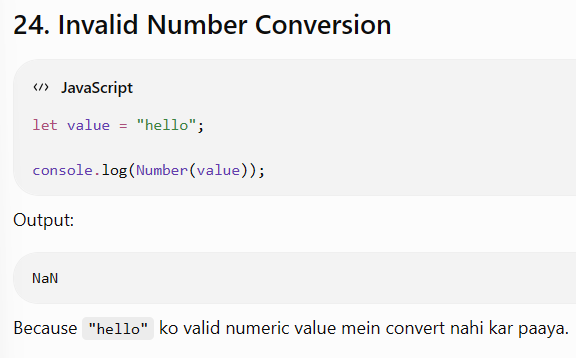 24. Invalid Number Conversion
</> JavaScript
let value = "hello";
console.log(Number(value));
Output:
NaN
Because "hello" ko valid numeric value mein convert nahi kar paaya.